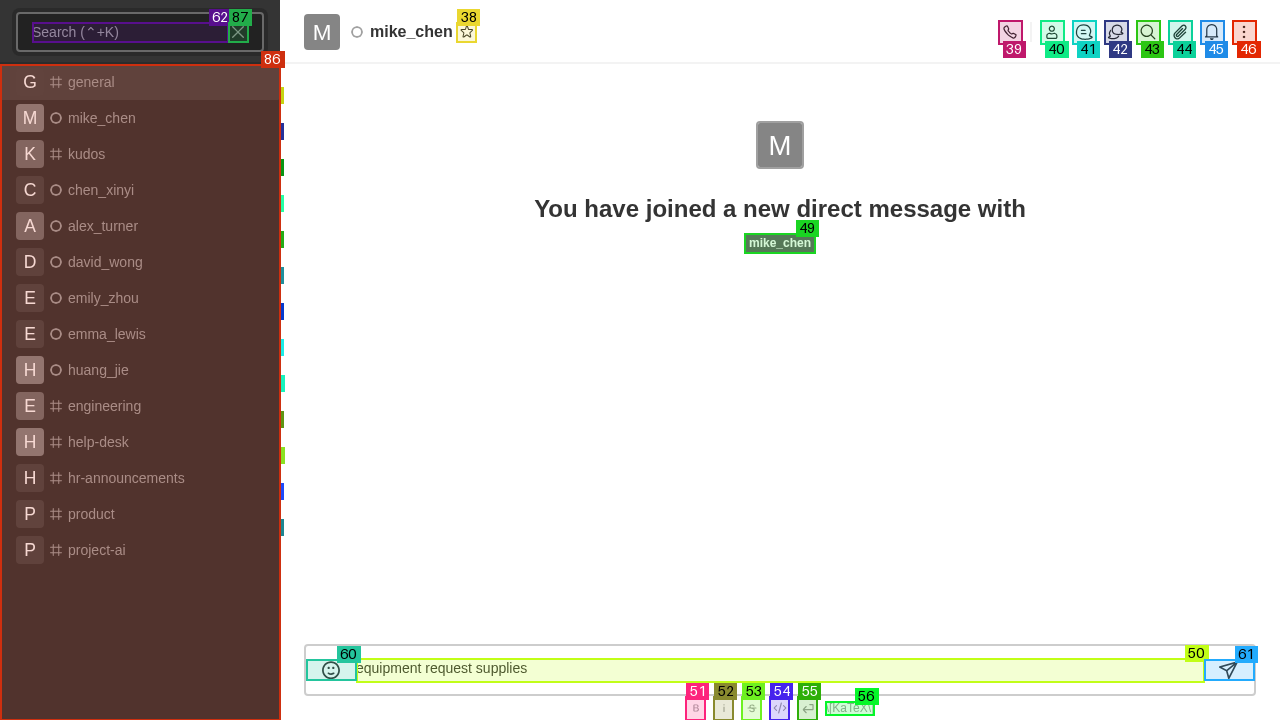 Search (⌃+K)
62
87
86
G general
M mike_chen
K kudos
C chen_xinyi
A alex_turner
D david_wong
E emily_zhou
E emma_lewis
H huang_jie
E engineering
H help-desk
H hr-announcements
P product
P project-ai
M mike_chen
38
39 40 41 42 43 44 45 46
M
You have joined a new direct message with
49
mike_chen
60
50
61
equipment request supplies
51 52 53 54 55 56
B i S </> \[KaTeX\]